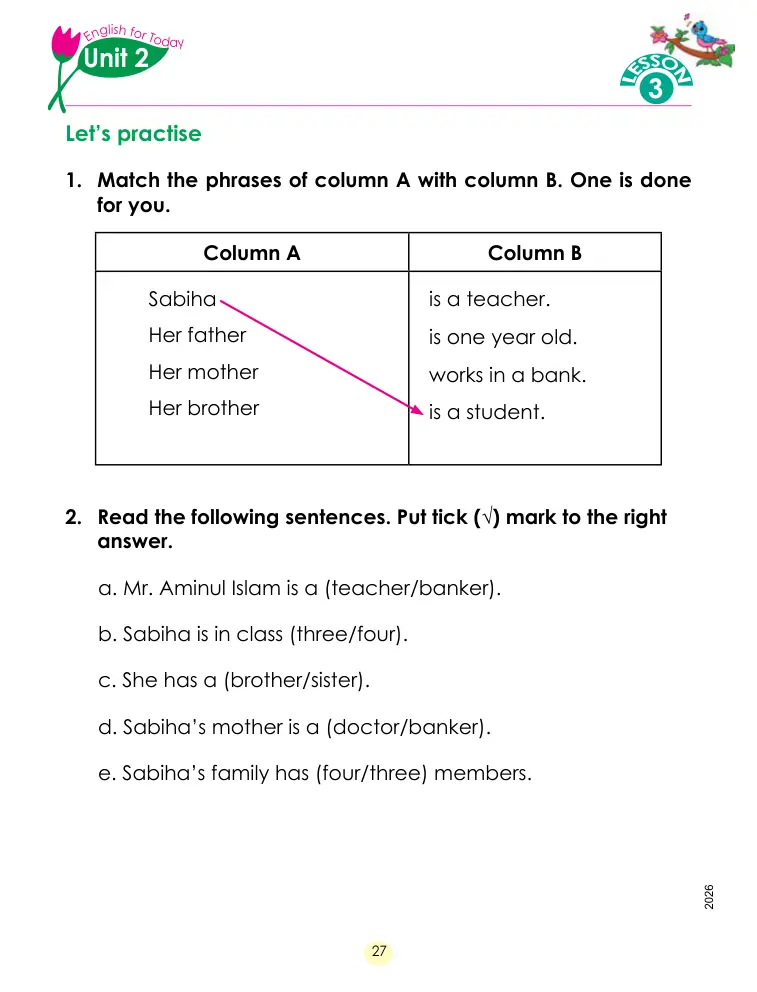 English for Today
Unit 2
LESSON
3
Let's practise
1. Match the phrases of column A with column B. One is done
for you.
Column A Column B
Sabiha is a teacher.
Her father is one year old.
Her mother works in a bank.
Her brother is a student.
2. Read the following sentences. Put tick (√) mark to the right
answer.
a. Mr. Aminul Islam is a (teacher/banker).
b. Sabiha is in class (three/four).
c. She has a (brother/sister).
d. Sabiha's mother is a (doctor/banker).
e. Sabiha's family has (four/three) members.
2026
27